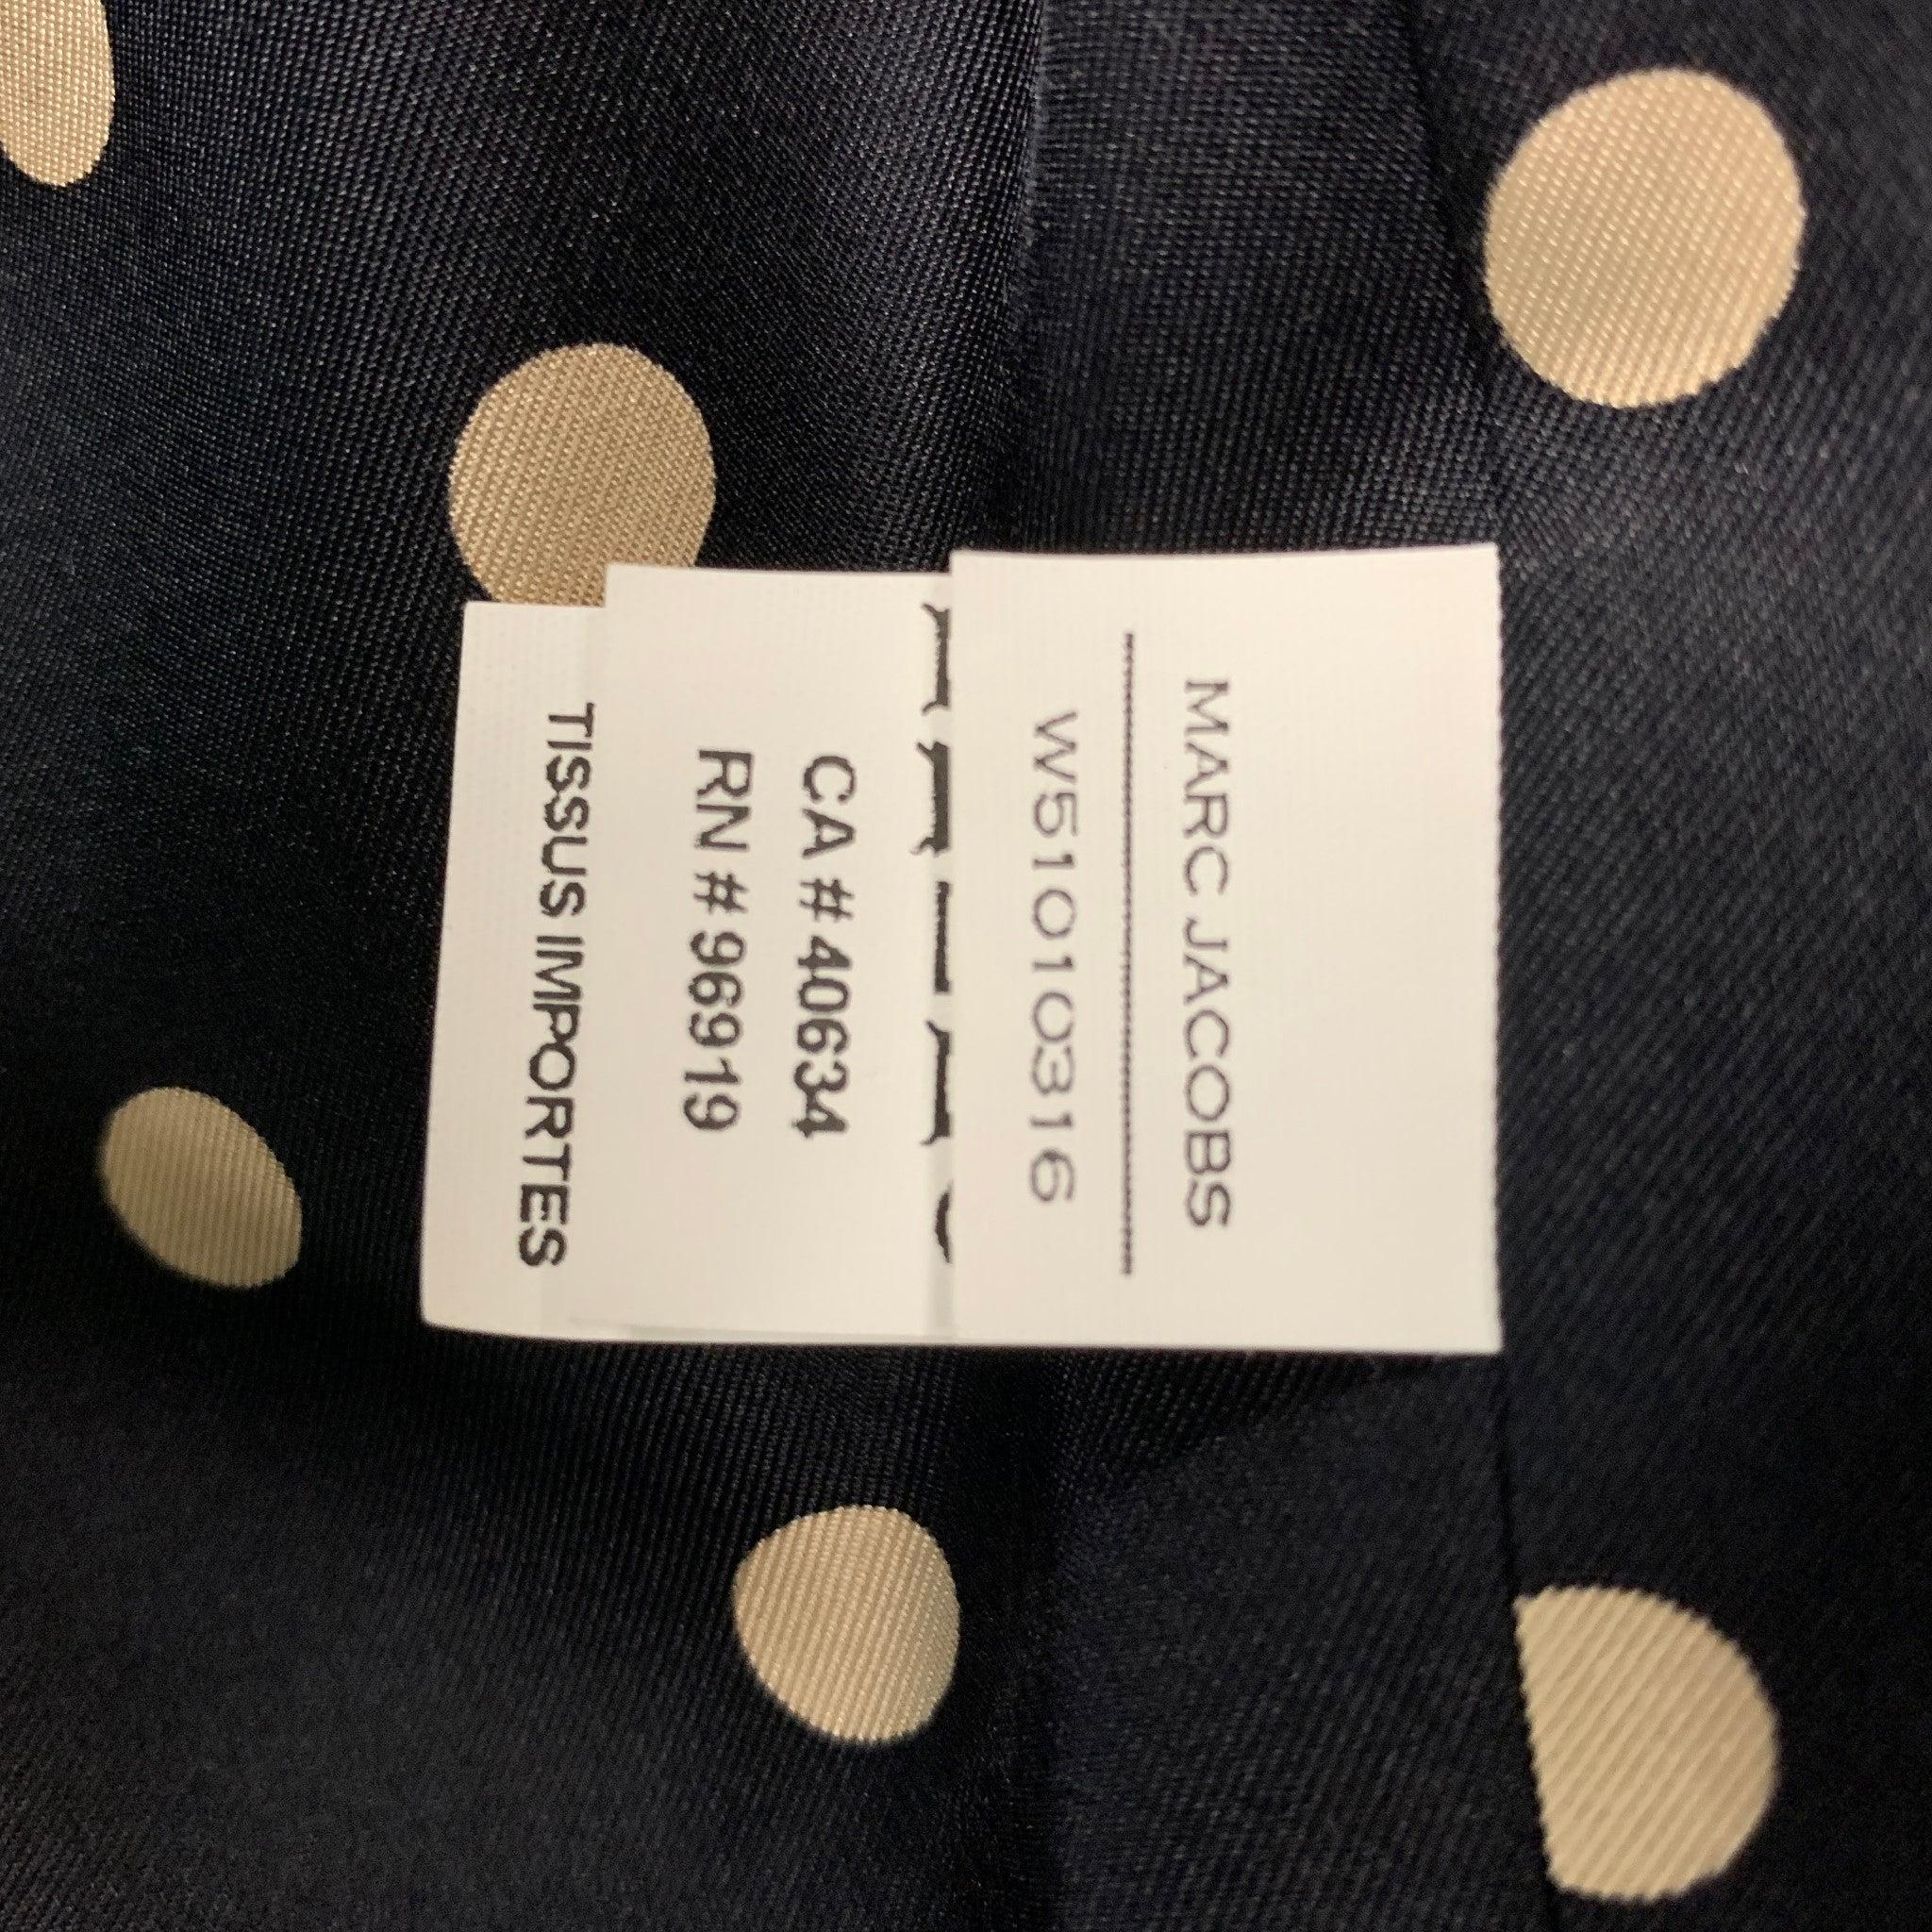 MARC JACOBS
W51010316
CA # 40634
RN # 96919
TISSUS IMPORTES